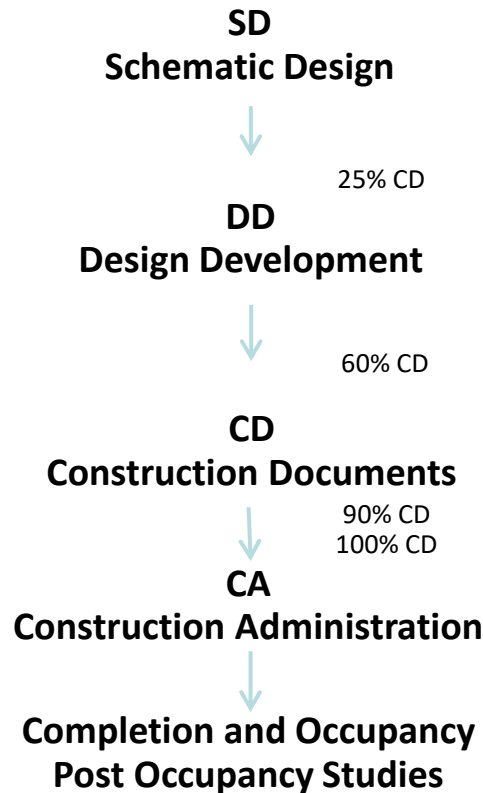 SD
Schematic Design
25% CD
DD
Design Development
60% CD
CD
Construction Documents
90% CD
100% CD
CA
Construction Administration
Completion and Occupancy
Post Occupancy Studies